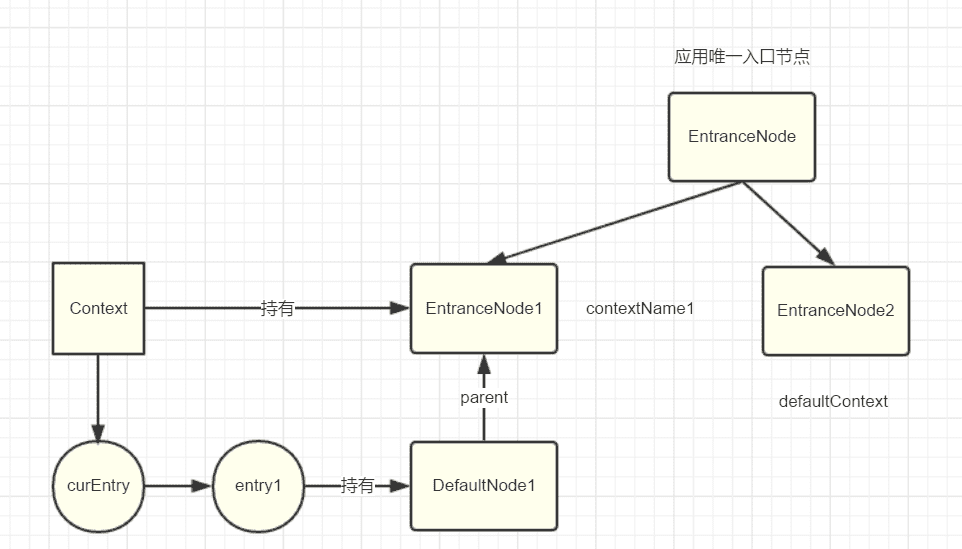 应用唯一入口节点
EntranceNode
Context
持有
EntranceNode1
contextName1
EntranceNode2
parent
defaultContext
curEntry
entry1
持有
DefaultNode1